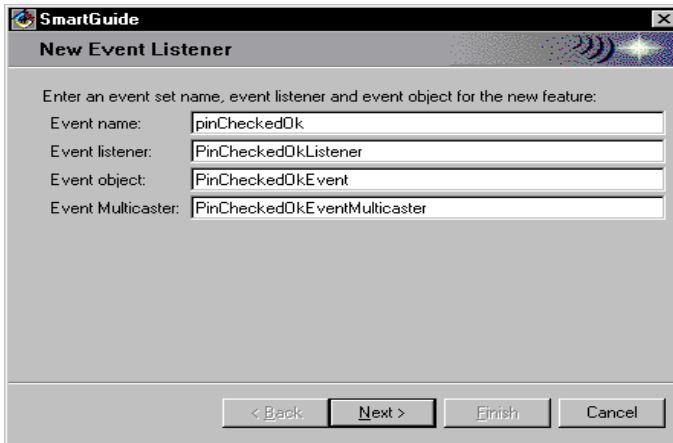 SmartGuide
New Event Listener
Enter an event set name, event listener and event object for the new feature:
Event name: pinCheckedOk
Event listener: PinCheckedOkListener
Event object: PinCheckedOkEvent
Event Multicaster: PinCheckedOkEventMulticaster
< Back Next > Finish Cancel